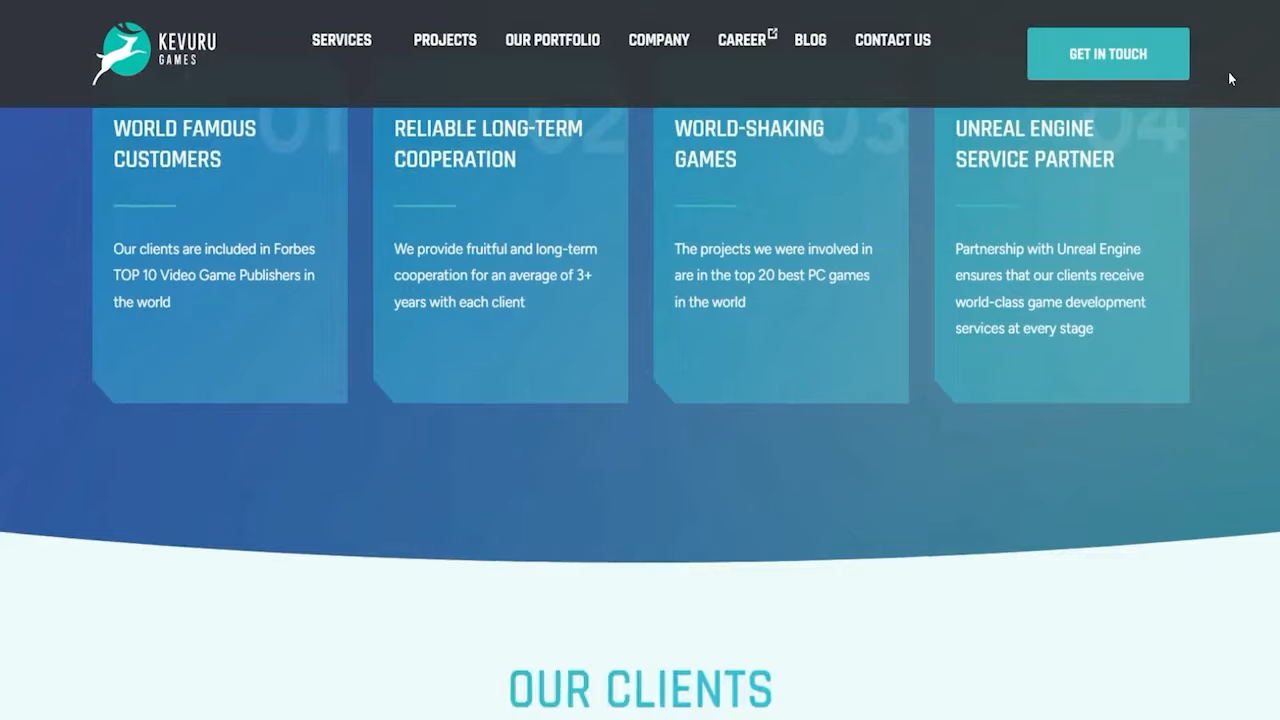 KEVURU
GAMES
SERVICES
PROJECTS
OUR PORTFOLIO
COMPANY
CAREER
BLOG
CONTACT US
GET IN TOUCH
01
WORLD FAMOUS
CUSTOMERS
Our clients are included in Forbes
TOP 10 Video Game Publishers in
the world
02
RELIABLE LONG-TERM
COOPERATION
We provide fruitful and long-term
cooperation for an average of 3+
years with each client
03
WORLD-SHAKING
GAMES
The projects we were involved in
are in the top 20 best PC games
in the world
04
UNREAL ENGINE
SERVICE PARTNER
Partnership with Unreal Engine
ensures that our clients receive
world-class game development
services at every stage
OUR CLIENTS